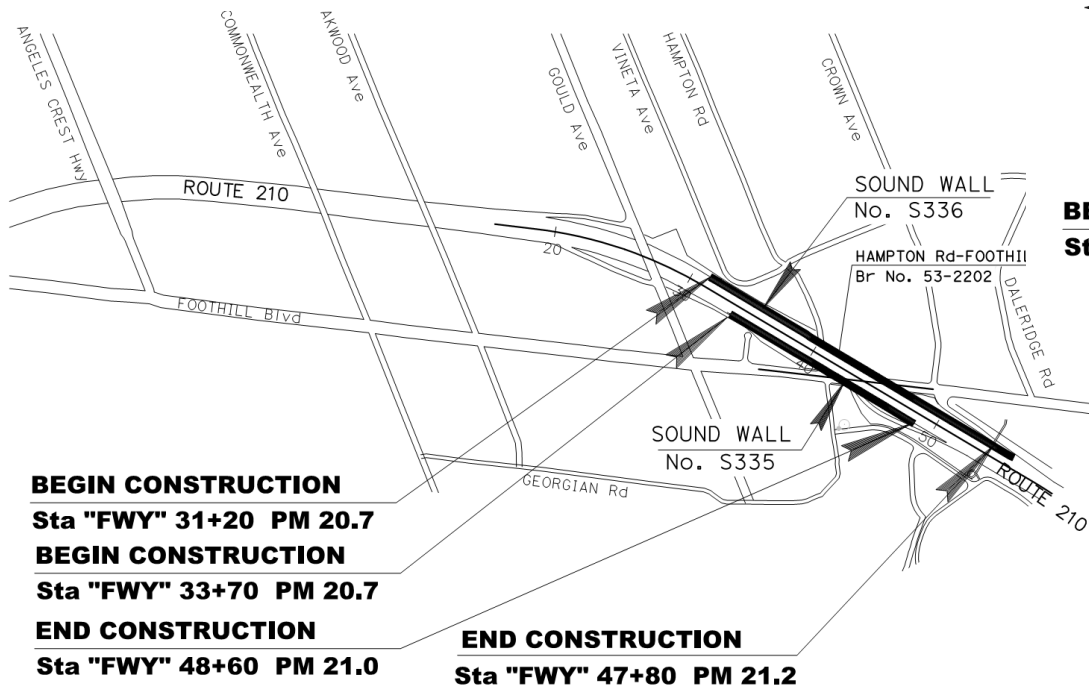 ANGELES CREST Hwy
COMMONWEALTH Ave
AKWOOD Ave
GOULD Ave
VINETA Ave
HAMPTON Rd
CROWN Ave
ROUTE 210
SOUND WALL
No. S336
BE
St
HAMPTON Rd-FOOTHIL
Br No. 53-2202
DALERIDGE Rd
20
FOOTHILL Blvd
40
SOUND WALL
No. S335
50
ROUTE 210
GEORGIAN Rd
BEGIN CONSTRUCTION
Sta "FWY" 31+20 PM 20.7
BEGIN CONSTRUCTION
Sta "FWY" 33+70 PM 20.7
END CONSTRUCTION
Sta "FWY" 48+60 PM 21.0
END CONSTRUCTION
Sta "FWY" 47+80 PM 21.2